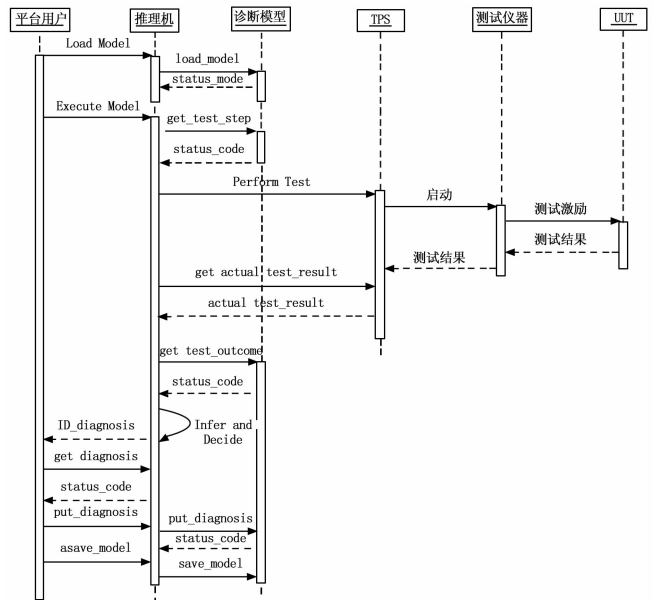 平台用户
推理机
诊断模型
TPS
测试仪器
UUT
Load Model
load_model
status_mode
Execute Model
get_test_step
status_code
Perform Test
启动
测试激励
测试结果
测试结果
get actual test_result
actual test_result
get test_outcome
status_code
Infer and
Decide
ID_diagnosis
get diagnosis
status_code
put_diagnosis
put_diagnosis
status_code
asave_model
save_model